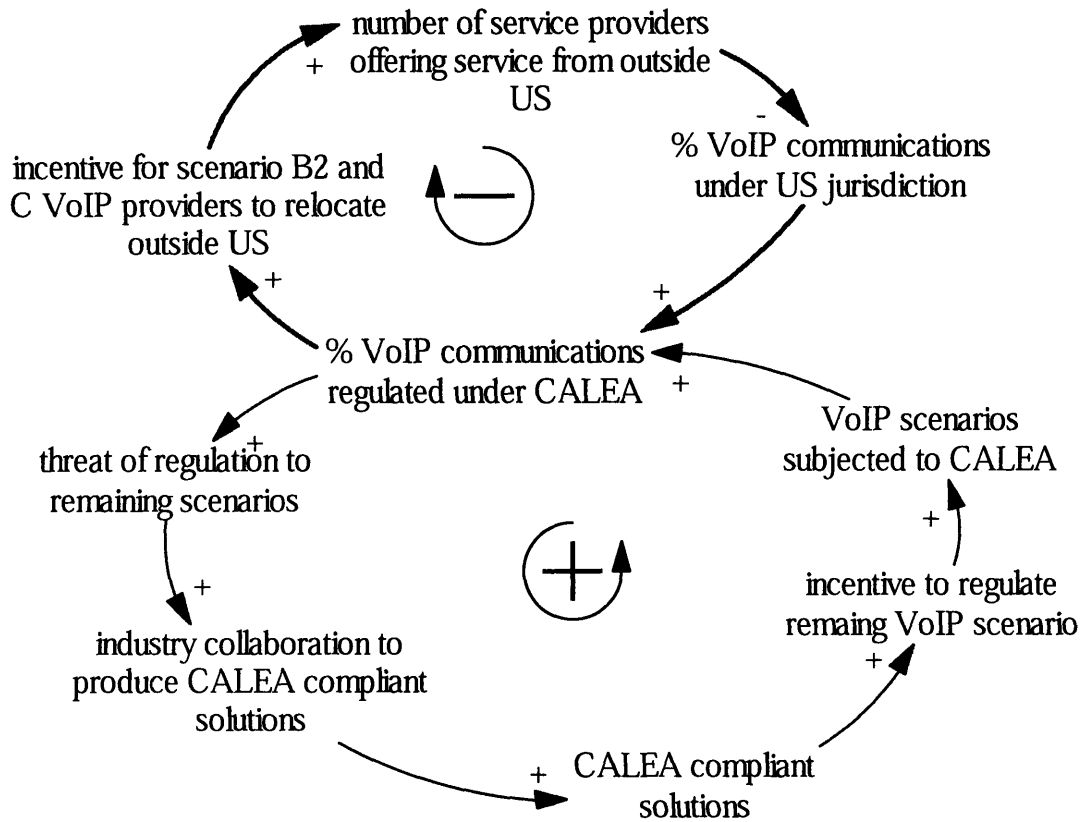 number of service providers
offering service from outside
US
+
-
% VoIP communications
under US jurisdiction
incentive for scenario B2 and
C VoIP providers to relocate
outside US
+
+
% VoIP communications
regulated under CALEA
+
VoIP scenarios
subjected to CALEA
+
threat of regulation to
remaining scenarios
+
incentive to regulate
remaing VoIP scenario
+
+
industry collaboration to
produce CALEA compliant
solutions
+
CALEA compliant
solutions